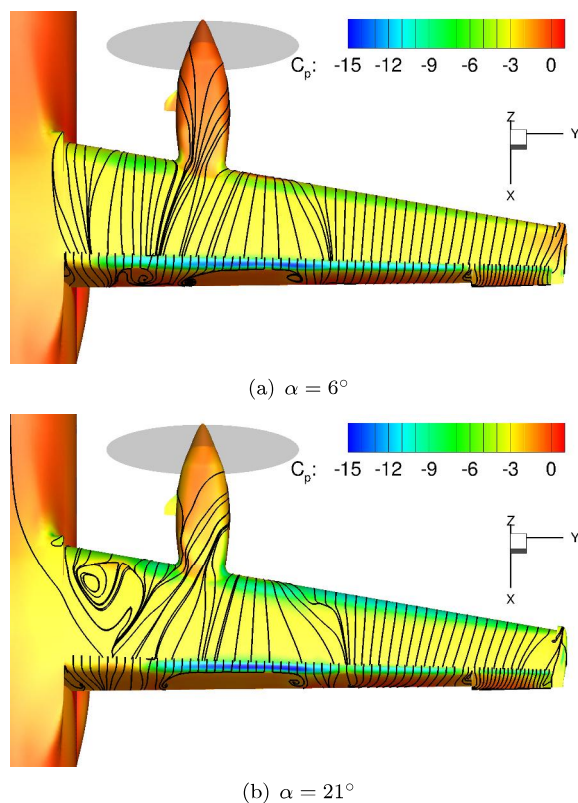 Cp: -15 -12 -9 -6 -3 0
Z
Y
X
(a) α = 6°
Cp: -15 -12 -9 -6 -3 0
Z
Y
X
(b) α = 21°